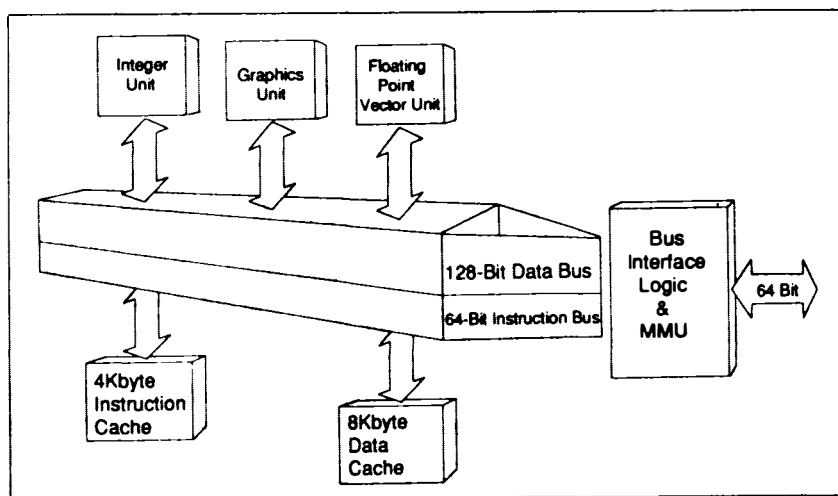 Integer
Unit
Graphics
Unit
Floating
Point
Vector Unit
128-Bit Data Bus
64-Bit Instruction Bus
Bus
Interface
Logic
&
MMU
64 Bit
4Kbyte
Instruction
Cache
8Kbyte
Data
Cache